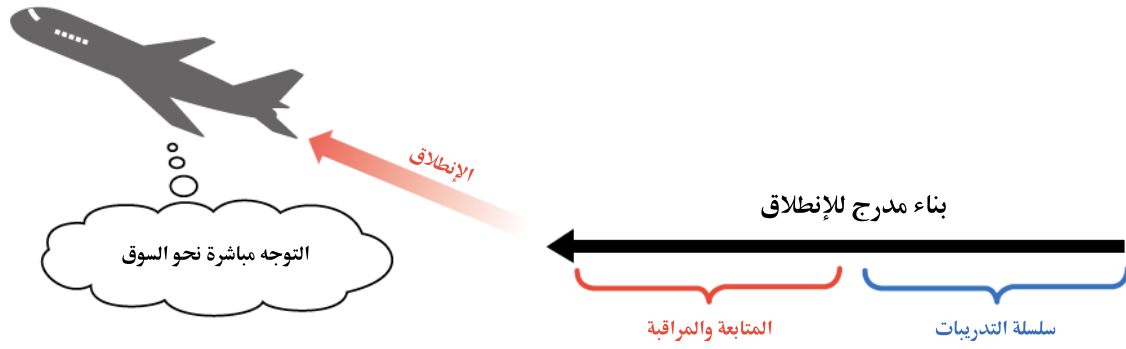 بناء مدرج للإنطلاق
سلسلة التدريبات
المتابعة والمراقبة
الإنطلاق
التوجه مباشرة نحو السوق